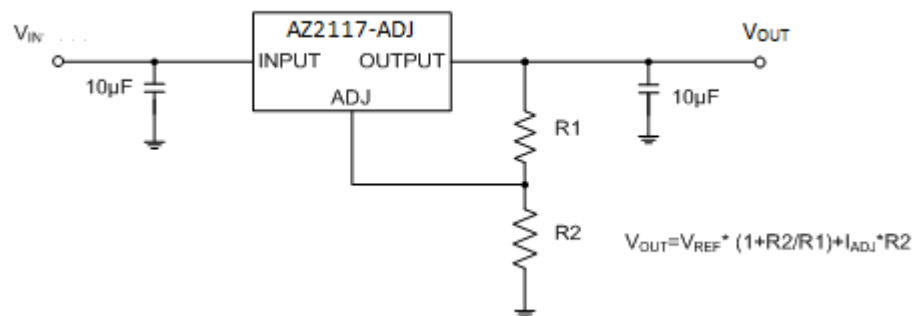 AZ2117-ADJ
VIN . . . .
VOUT
INPUT OUTPUT
10µF
ADJ
10µF
R1
R2
VOUT=VREF* (1+R2/R1)+IADJ*R2